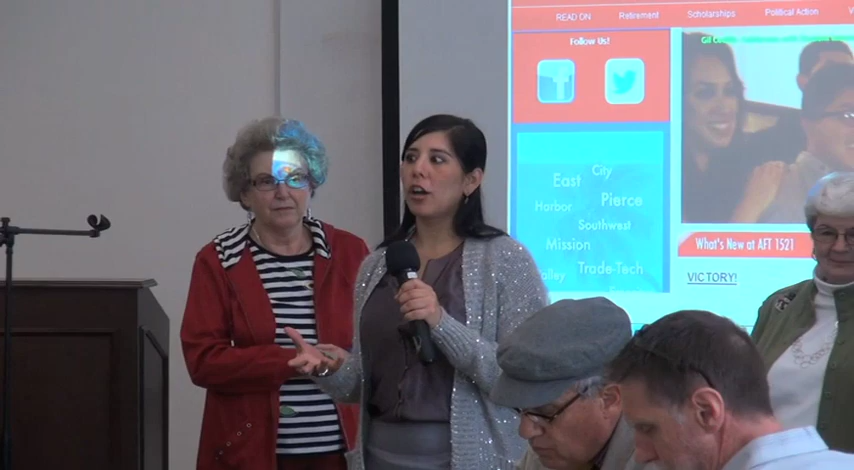 READ ON Retirement Scholarships Political Action
Follow Us!
East City
Harbor Pierce
Southwest
Mission
Trade-Tech
What's New at AFT 1521
VICTORY!